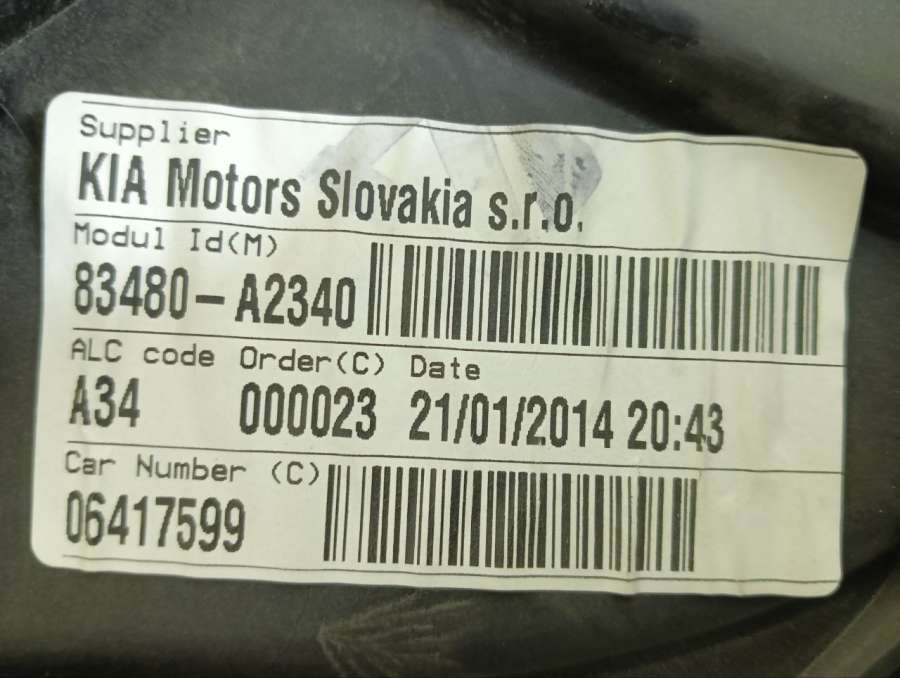 Supplier
KIA Motors Slovakia s.r.o.
Modul Id(M)
83480-A2340
ALC code Order(C) Date
A34 000023 21/01/2014 20:43
Car Number (C)
06417599